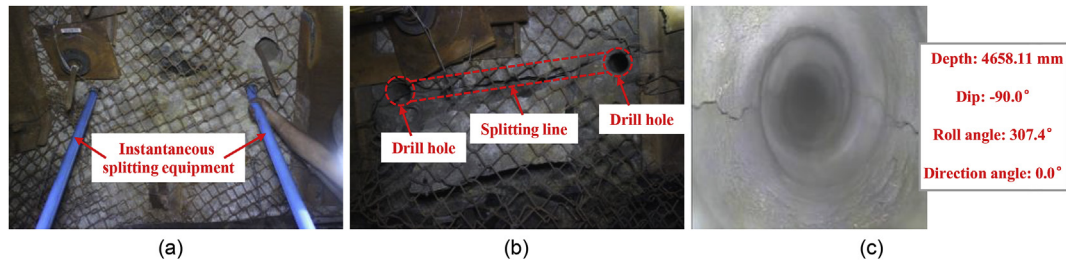 Instantaneous
splitting equipment
Drill hole
Splitting line
Drill hole
Depth: 4658.11 mm
Dip: -90.0°
Roll angle: 307.4°
Direction angle: 0.0°
(a)
(b)
(c)